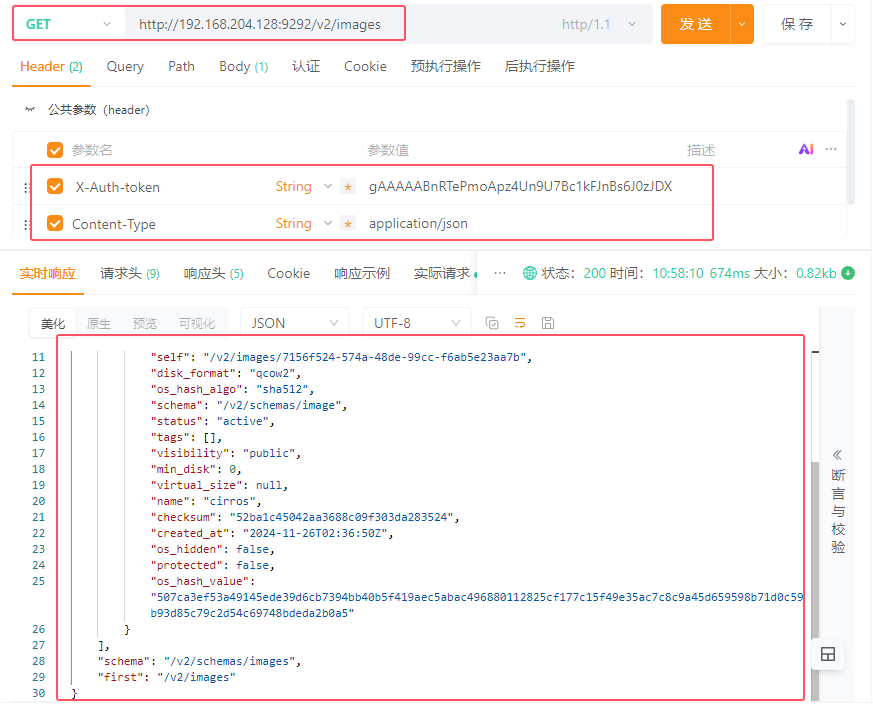 GET http://192.168.204.128:9292/v2/images http/1.1 发 送 保 存
Header (2) Query Path Body (1) 认证 Cookie 预执行操作 后执行操作
公共参数（header）
参数名 参数值 描述 AI ···
X-Auth-token String * gAAAAABnRTePmoApz4Un9U7Bc1kFJnBs6J0zJDX
Content-Type String * application/json
实时响应 请求头 (9) 响应头 (5) Cookie 响应示例 实际请求 ··· 状态： 200 时间： 10:58:10 674ms 大小： 0.82kb
美化 原生 预览 可视化 JSON UTF-8
11 "self": "/v2/images/7156f524-574a-48de-99cc-f6ab5e23aa7b",
12 "disk_format": "qcow2",
13 "os_hash_algo": "sha512",
14 "schema": "/v2/schemas/image",
15 "status": "active",
16 "tags": [],
17 "visibility": "public",
18 "min_disk": 0,
19 "virtual_size": null,
20 "name": "cirros",
21 "checksum": "52ba1c45042aa3688c09f303da283524",
22 "created_at": "2024-11-26T02:36:50Z",
23 "os_hidden": false,
24 "protected": false,
25 "os_hash_value":
"507ca3ef53a49145ede39d6cb7394bb40b5f419aec5abac496880112825cf177c15f49e35ac7c8c9a45d659598b71d0c59
b93d85c79c2d54c69748bdeda2b0a5"
26 }
27 ],
28 "schema": "/v2/schemas/images",
29 "first": "/v2/images"
30 }
断言与校验